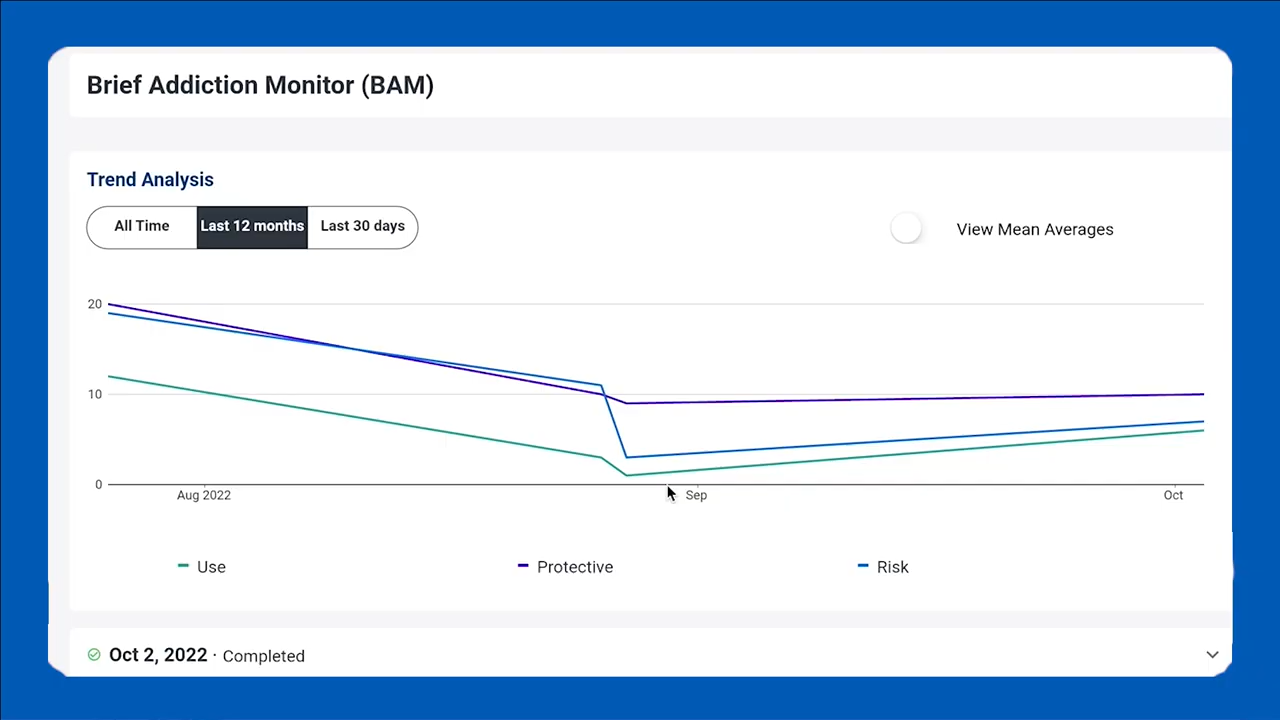 Brief Addiction Monitor (BAM)
Trend Analysis
All Time Last 12 months Last 30 days
View Mean Averages
20
10
0
Aug 2022 Sep Oct
Use Protective Risk
Oct 2, 2022 · Completed